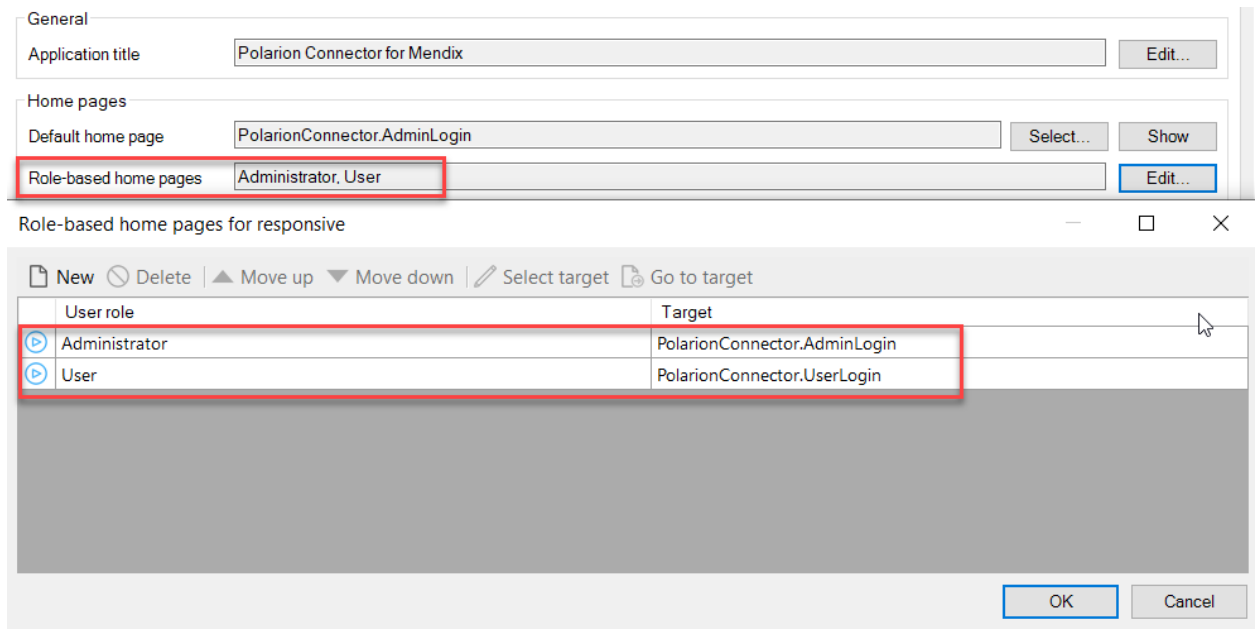 General
Application title Polarion Connector for Mendix Edit...
Home pages
Default home page PolarionConnector.AdminLogin Select... Show
Role-based home pages Administrator, User Edit...
Role-based home pages for responsive
New Delete Move up Move down Select target Go to target
User role Target
Administrator PolarionConnector.AdminLogin
User PolarionConnector.UserLogin
OK Cancel